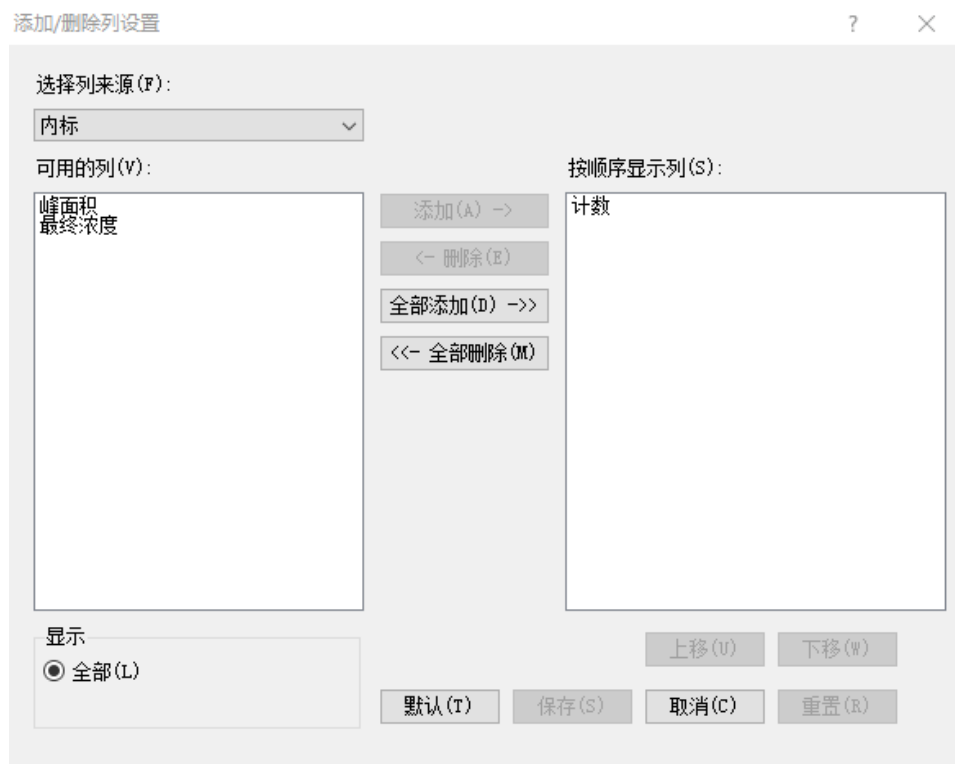 添加/删除列设置
?
选择列来源(F):
内标
可用的列(V):
按顺序显示列(S):
峰面积
最终浓度
计数
添加(A) ->
<- 删除(E)
全部添加(D) ->>
<<- 全部删除(M)
显示
全部(L)
上移(U)
下移(W)
默认(T)
保存(S)
取消(C)
重置(R)